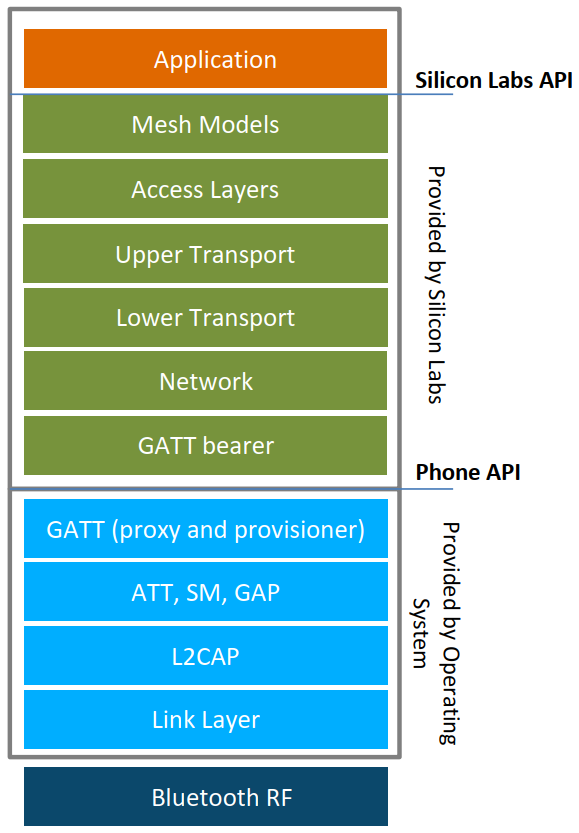 Application
Silicon Labs API
Mesh Models
Access Layers
Upper Transport
Lower Transport
Network
GATT bearer
Provided by Silicon Labs
Phone API
GATT (proxy and provisioner)
ATT, SM, GAP
L2CAP
Link Layer
Provided by Operating
System
Bluetooth RF